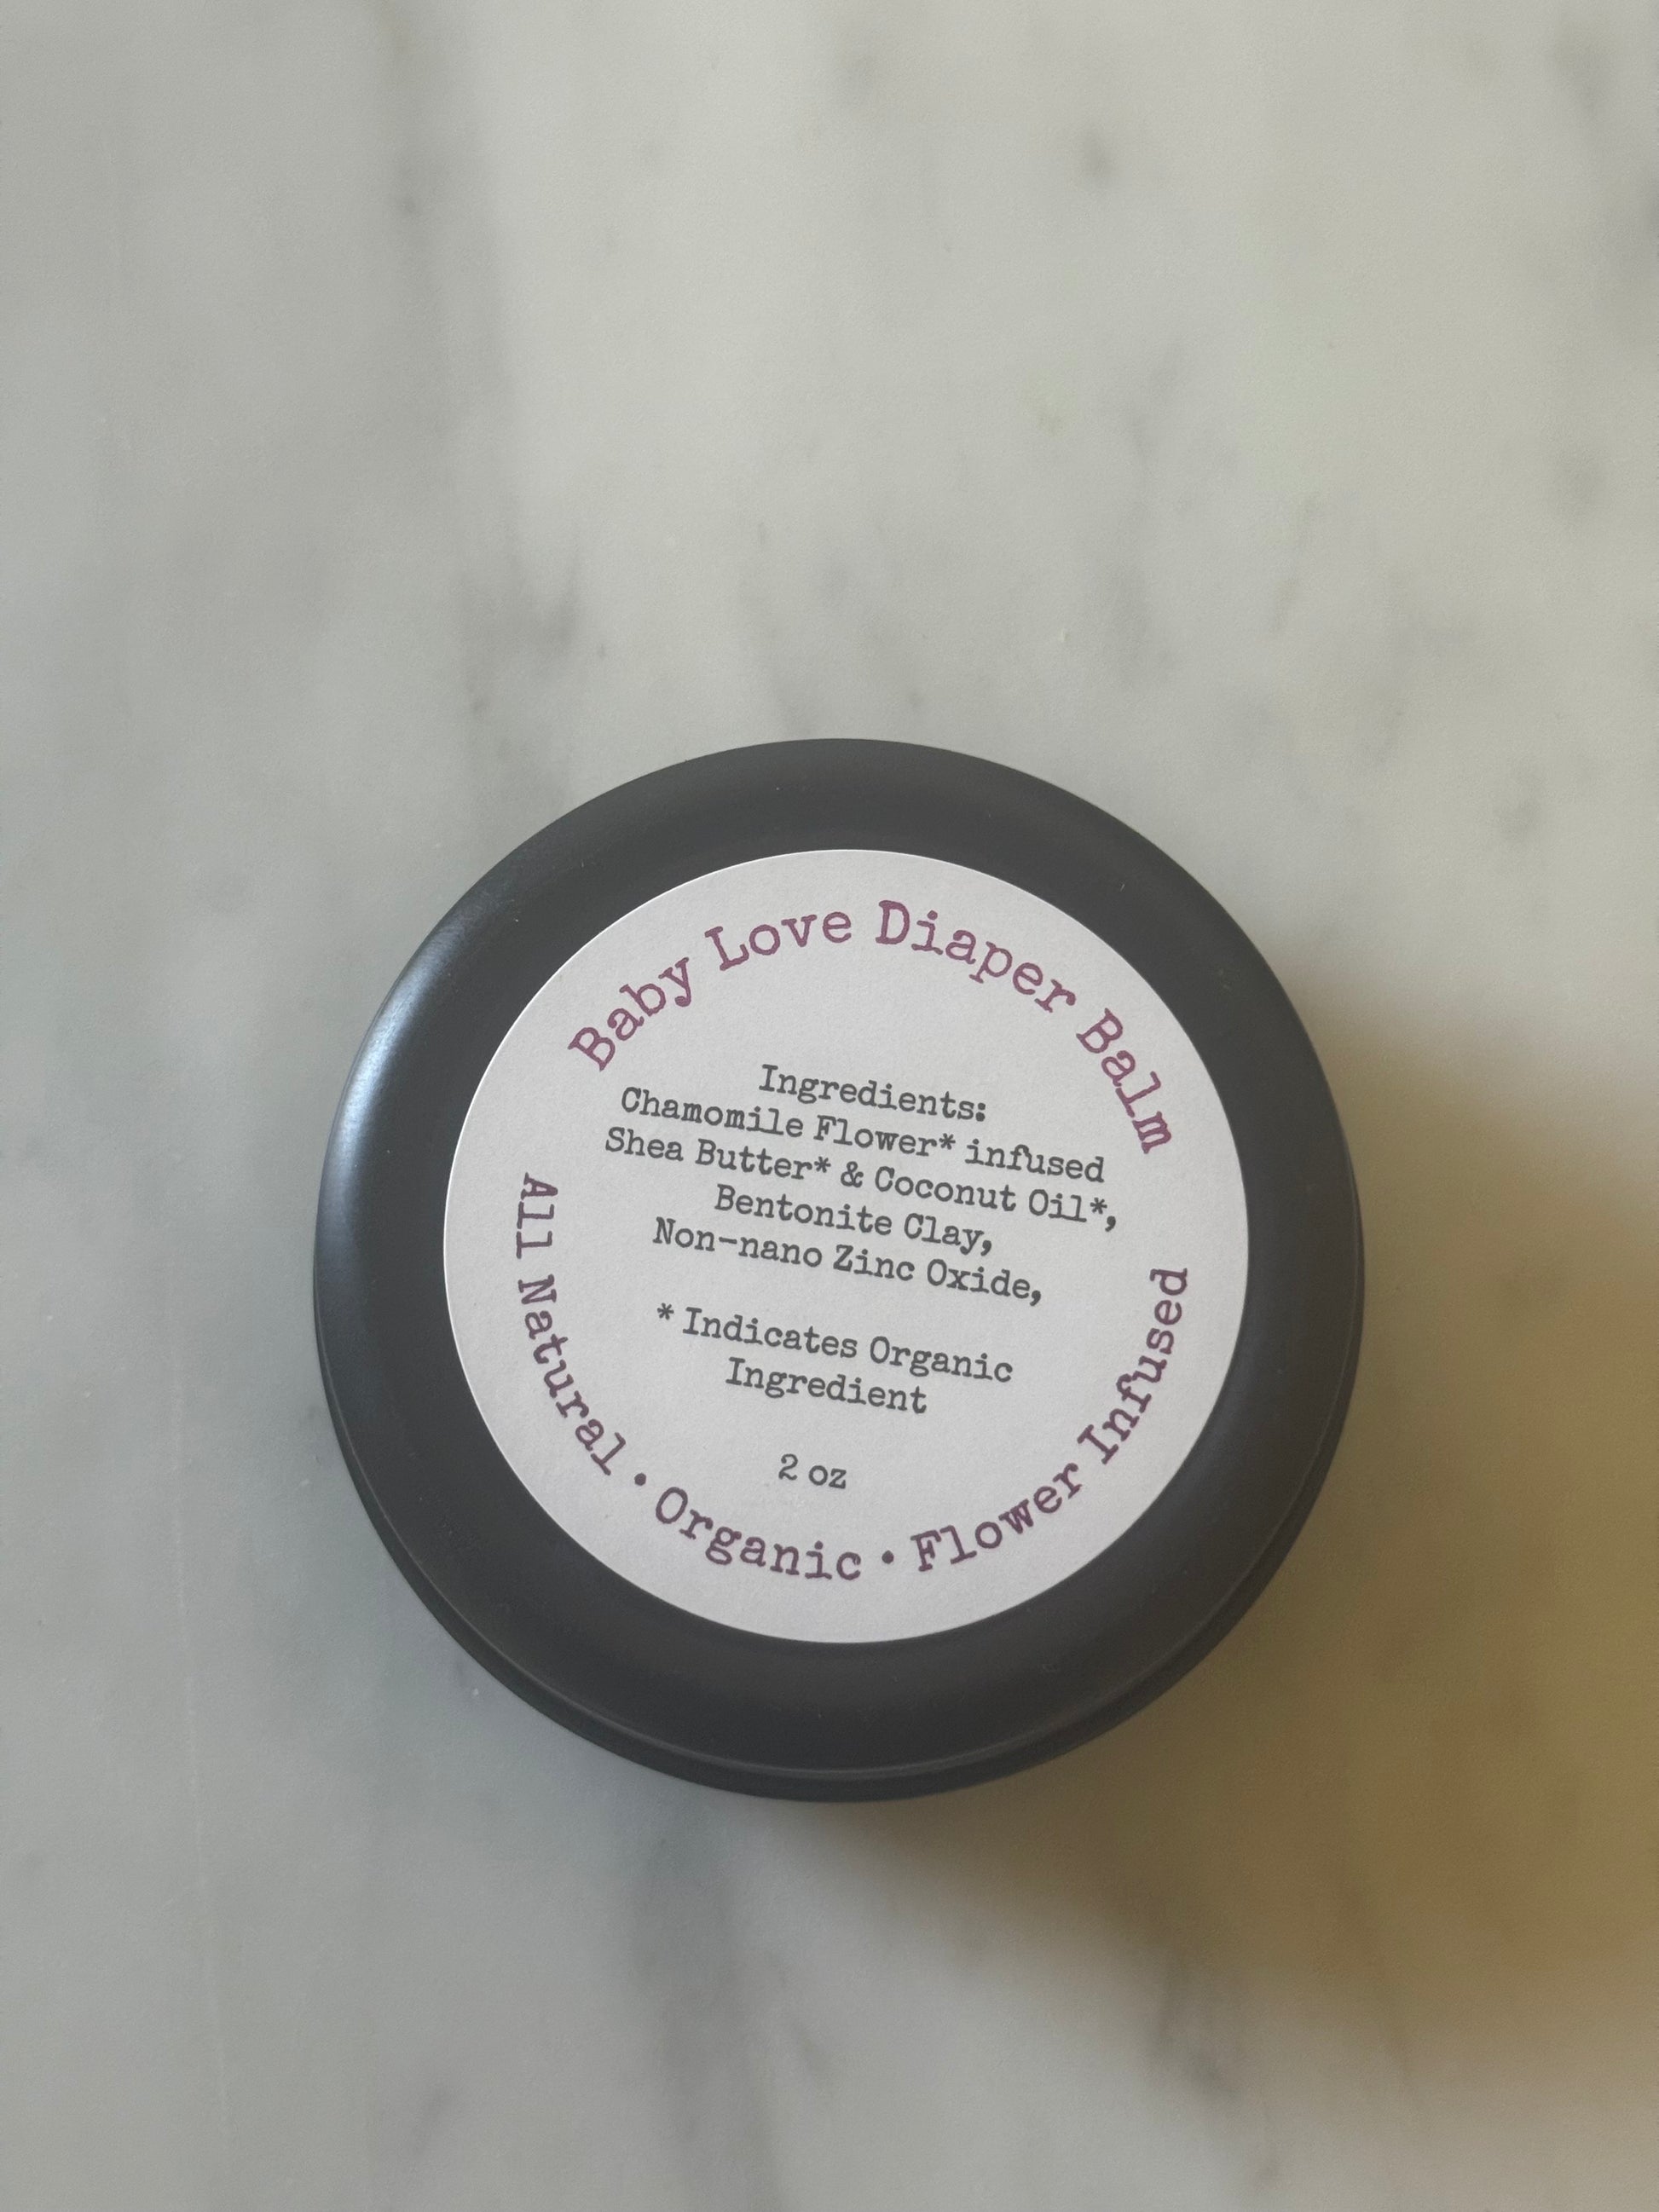 Baby Love Diaper Balm
Ingredients:
Chamomile Flower* infused
Shea Butter* & Coconut Oil*,
Bentonite Clay,
Non-nano Zinc Oxide,
* Indicates Organic
Ingredient
2 oz
All Natural • Organic • Flower Infused